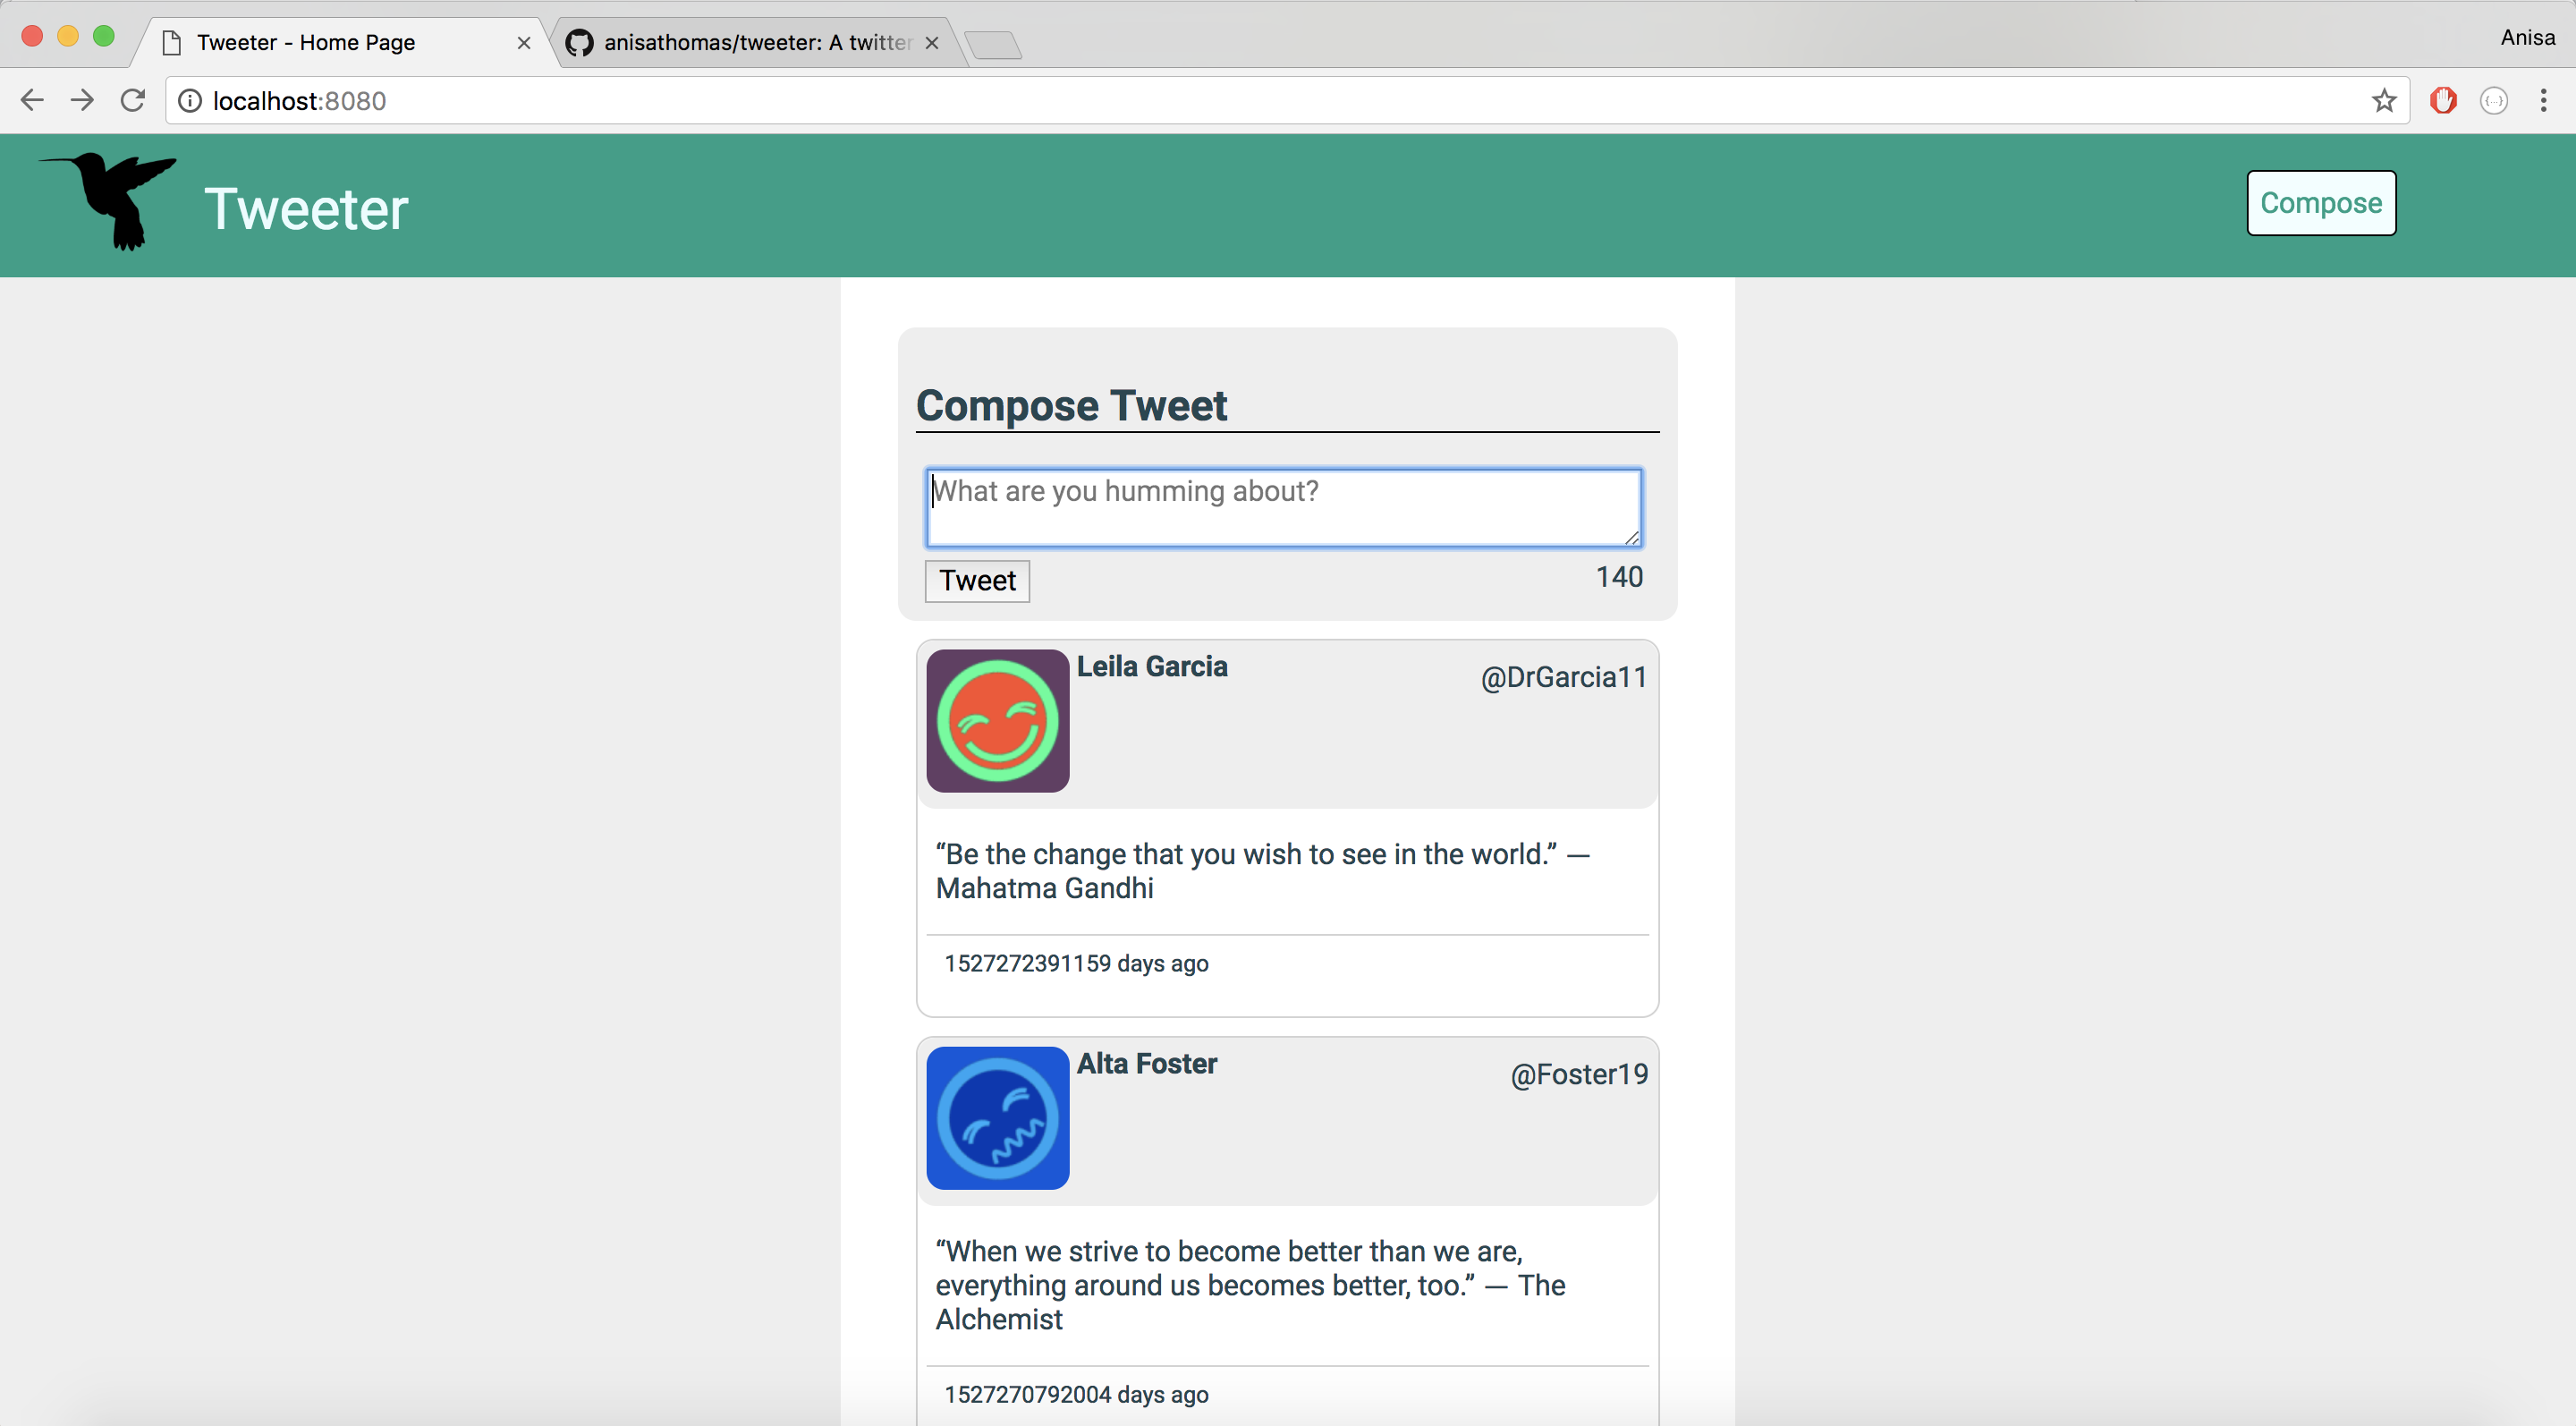 Tweeter - Home Page
anisathomas/tweeter: A twitter
Anisa
localhost:8080
Tweeter
Compose
Compose Tweet
What are you humming about?
Tweet
140
Leila Garcia
@DrGarcia11
“Be the change that you wish to see in the world.” —
Mahatma Gandhi
1527272391159 days ago
Alta Foster
@Foster19
“When we strive to become better than we are,
everything around us becomes better, too.” — The
Alchemist
1527270792004 days ago